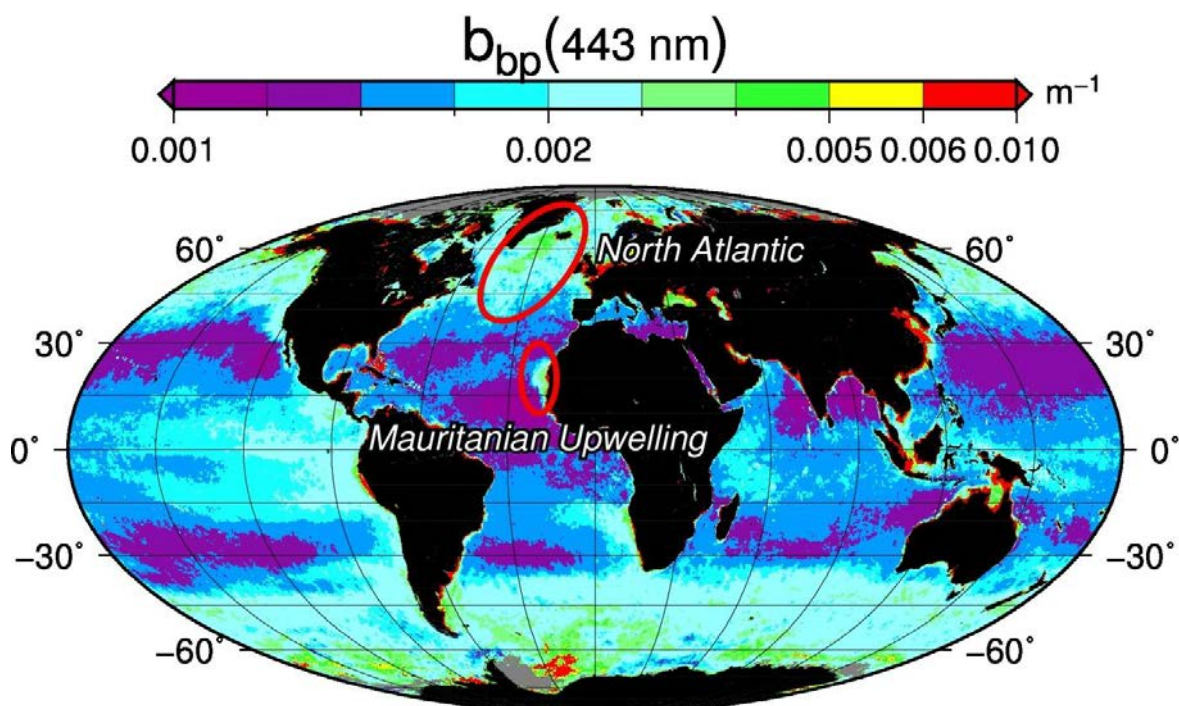 b_bp(443 nm)
m⁻¹
0.001 0.002 0.005 0.006 0.010
60° 60°
North Atlantic
30° 30°
Mauritanian Upwelling
0° 0°
−30° −30°
−60° −60°